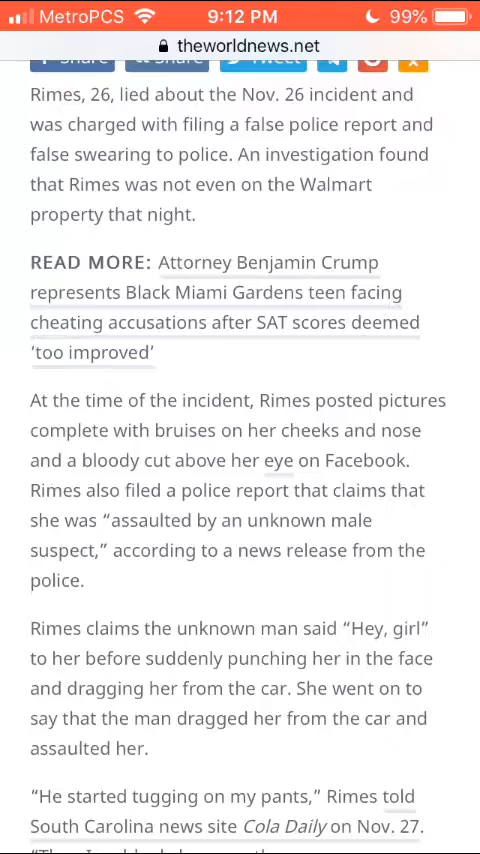 MetroPCS 9:12 PM 99%
theworldnews.net
Share Share Tweet
Rimes, 26, lied about the Nov. 26 incident and
was charged with filing a false police report and
false swearing to police. An investigation found
that Rimes was not even on the Walmart
property that night.
READ MORE: Attorney Benjamin Crump
represents Black Miami Gardens teen facing
cheating accusations after SAT scores deemed
‘too improved’
At the time of the incident, Rimes posted pictures
complete with bruises on her cheeks and nose
and a bloody cut above her eye on Facebook.
Rimes also filed a police report that claims that
she was “assaulted by an unknown male
suspect,” according to a news release from the
police.
Rimes claims the unknown man said “Hey, girl”
to her before suddenly punching her in the face
and dragging her from the car. She went on to
say that the man dragged her from the car and
assaulted her.
“He started tugging on my pants,” Rimes told
South Carolina news site Cola Daily on Nov. 27.